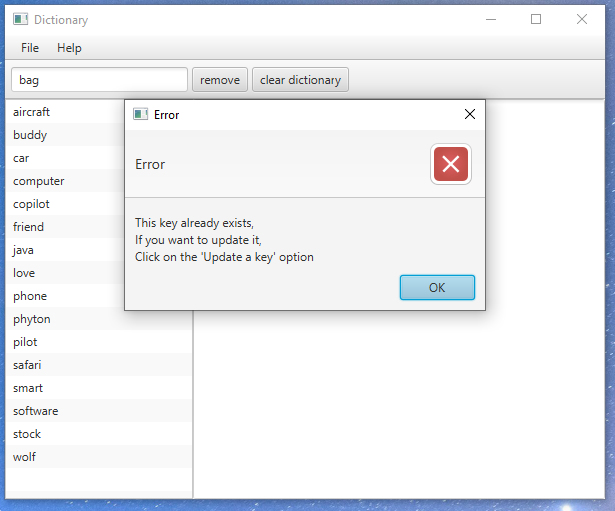 Dictionary
File Help
bag remove clear dictionary
aircraft
buddy
car
computer
copilot
friend
java
love
phone
phyton
pilot
safari
smart
software
stock
wolf
Error
Error
This key already exists,
If you want to update it,
Click on the 'Update a key' option
OK